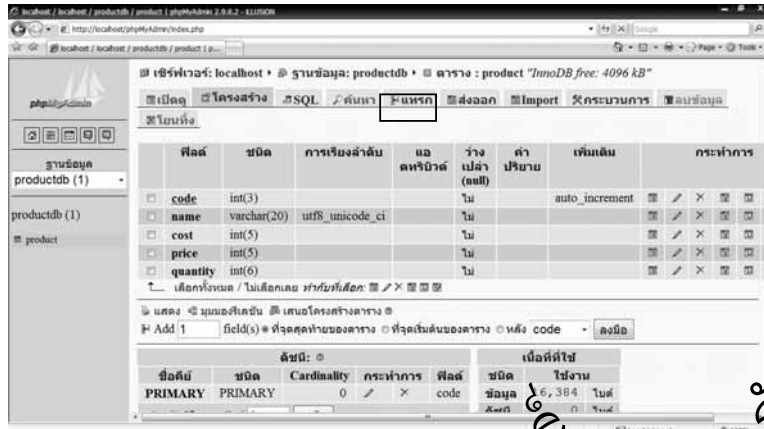 localhost / localhost / productdb / product | phpMyAdmin 2.9.0.2 - ILLUSION
http://localhost/phpMyAdmin/index.php
localhost / localhost / productdb / product | p...
Page
Tools
phpMyAdmin
ฐานข้อมูล
productdb (1)
productdb (1)
product
เซิร์ฟเวอร์: localhost ฐานข้อมูล: productdb ตาราง : product "InnoDB free: 4096 kB"
เปิดดู โครงสร้าง SQL ค้นหา แทรก ส่งออก Import กระบวนการ ลบข้อมูล
โยนทิ้ง
ฟิลด์ ชนิด การเรียงลำดับ แอตทริบิวต์ ว่างเปล่า (null) ค่าปริยาย เพิ่มเติม กระทำการ
code int(3) ไม่ auto_increment
name varchar(20) utf8_unicode_ci ไม่
cost int(5) ไม่
price int(5) ไม่
quantity int(6) ไม่
เลือกทั้งหมด / ไม่เลือกเลย ทำกับที่เลือก:
แสดง มุมมองรีเลชัน เสนอโครงสร้างตาราง
Add 1 field(s) ที่จุดสุดท้ายของตาราง ที่จุดเริ่มต้นของตาราง หลัง code ลงมือ
ดัชนี:
ชื่อคีย์ ชนิด Cardinality กระทำการ ฟิลด์
PRIMARY PRIMARY 0 code
เนื้อที่ที่ใช้
ชนิด ใช้งาน
ข้อมูล 16,384 ไบต์
ดัชนี 0 ไบต์